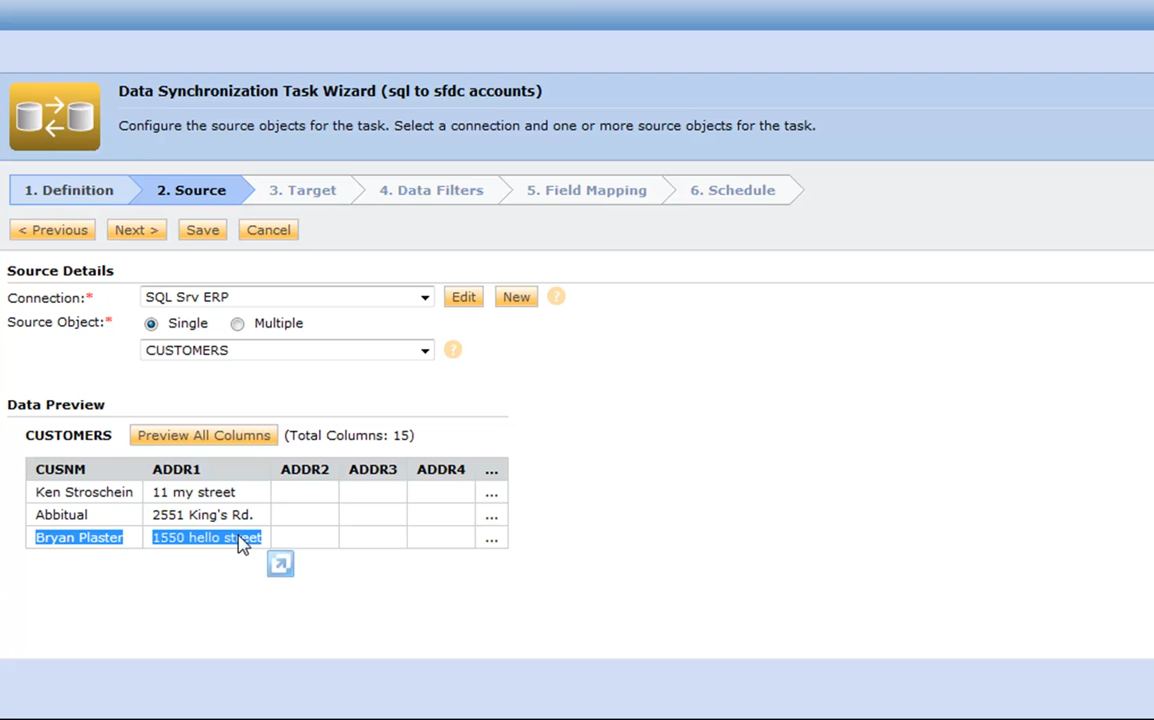 Data Synchronization Task Wizard (sql to sfdc accounts)
Configure the source objects for the task. Select a connection and one or more source objects for the task.
1. Definition 2. Source 3. Target 4. Data Filters 5. Field Mapping 6. Schedule
< Previous Next > Save Cancel
Source Details
Connection:* SQL Srv ERP Edit New ?
Source Object:* Single Multiple
CUSTOMERS ?
Data Preview
CUSTOMERS Preview All Columns (Total Columns: 15)
CUSNM ADDR1 ADDR2 ADDR3 ADDR4 ...
Ken Stroschein 11 my street ...
Abbitual 2551 King's Rd. ...
Bryan Plaster 1550 hello street ...